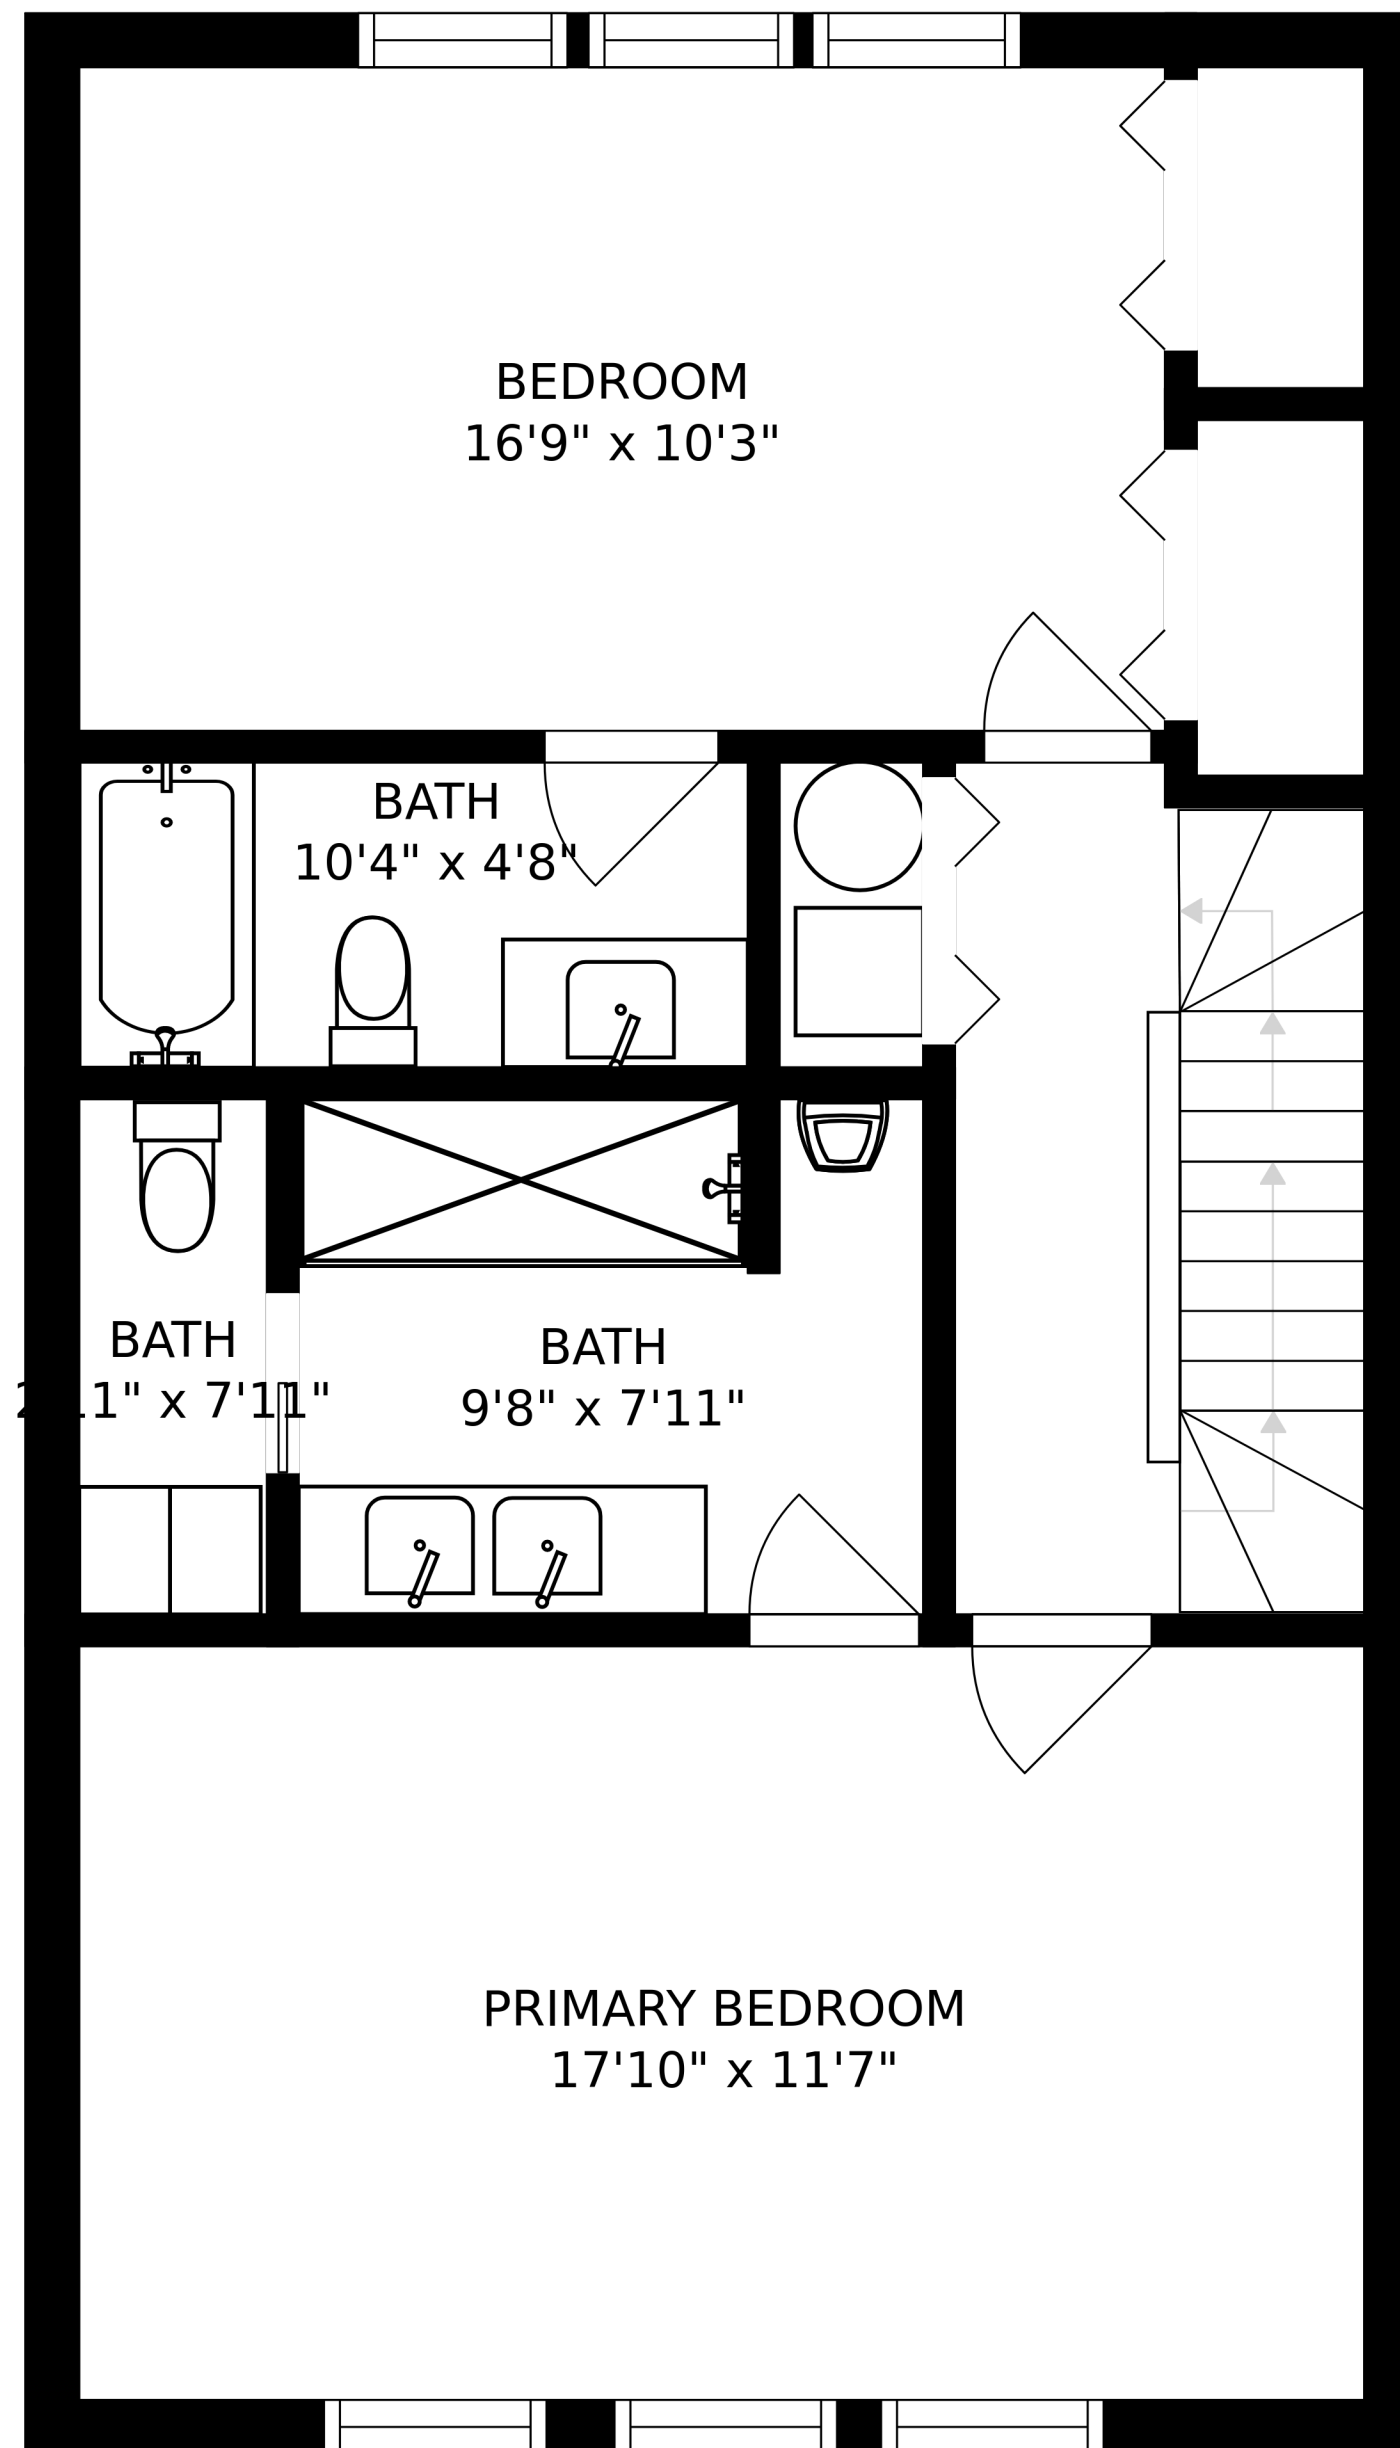 BEDROOM
16'9" x 10'3"
BATH
10'4" x 4'8"
BATH
x 7'11"
BATH
9'8" x 7'11"
PRIMARY BEDROOM
17'10" x 11'7"